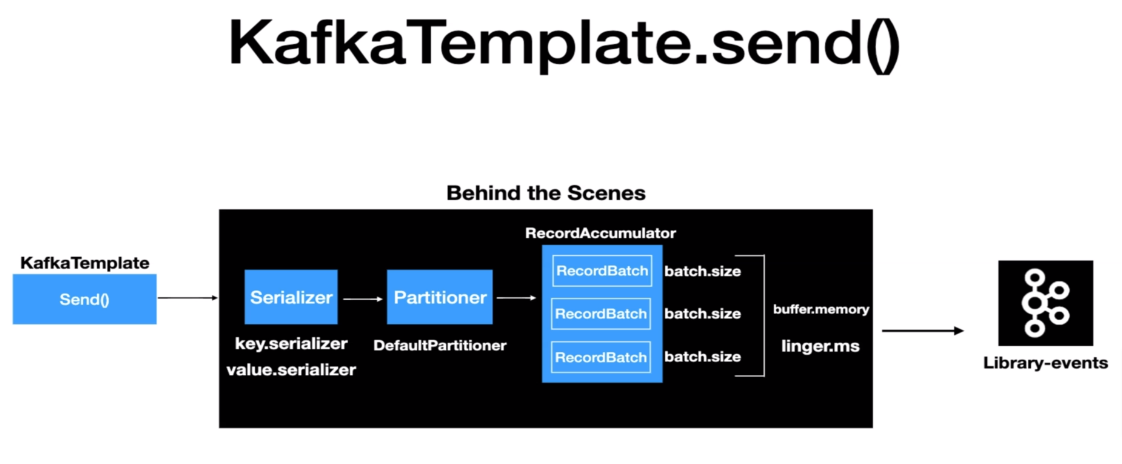 KafkaTemplate.send()
Behind the Scenes
KafkaTemplate
Send()
Serializer
key.serializer
value.serializer
Partitioner
DefaultPartitioner
RecordAccumulator
RecordBatch
batch.size
RecordBatch
batch.size
RecordBatch
batch.size
buffer.memory
linger.ms
Library-events